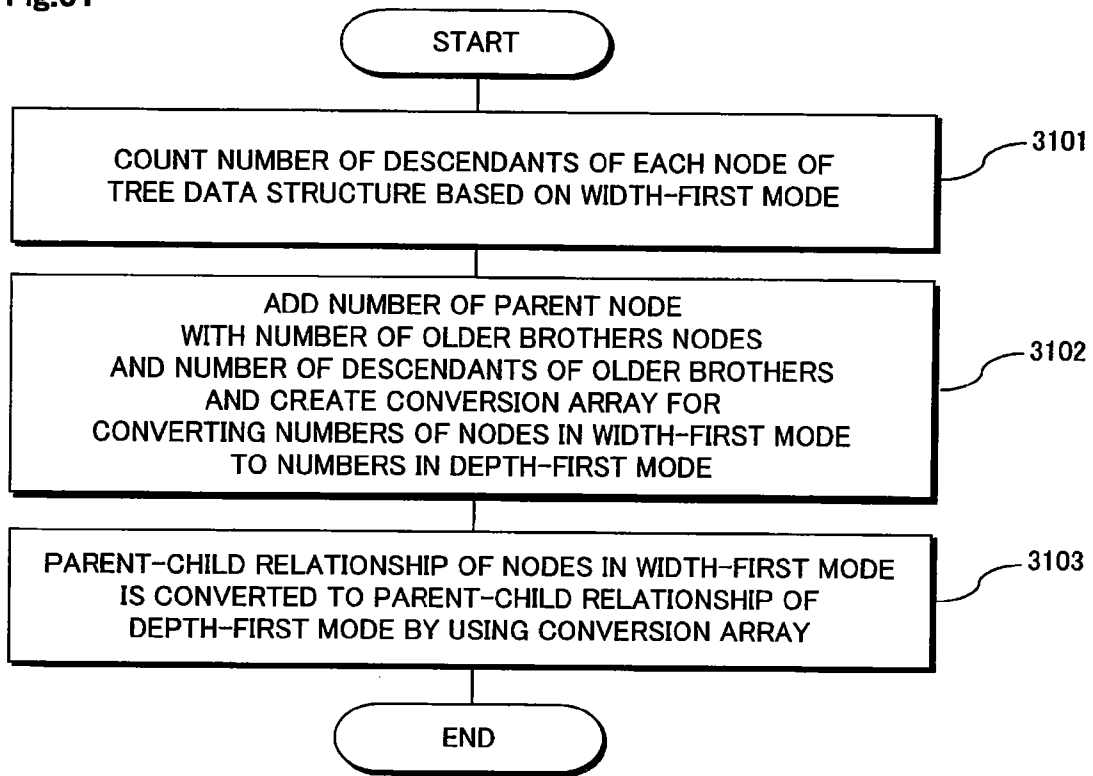 START
COUNT NUMBER OF DESCENDANTS OF EACH NODE OF
TREE DATA STRUCTURE BASED ON WIDTH-FIRST MODE
3101
ADD NUMBER OF PARENT NODE
WITH NUMBER OF OLDER BROTHERS NODES
AND NUMBER OF DESCENDANTS OF OLDER BROTHERS
AND CREATE CONVERSION ARRAY FOR
CONVERTING NUMBERS OF NODES IN WIDTH-FIRST MODE
TO NUMBERS IN DEPTH-FIRST MODE
3102
PARENT-CHILD RELATIONSHIP OF NODES IN WIDTH-FIRST MODE
IS CONVERTED TO PARENT-CHILD RELATIONSHIP OF
DEPTH-FIRST MODE BY USING CONVERSION ARRAY
3103
END